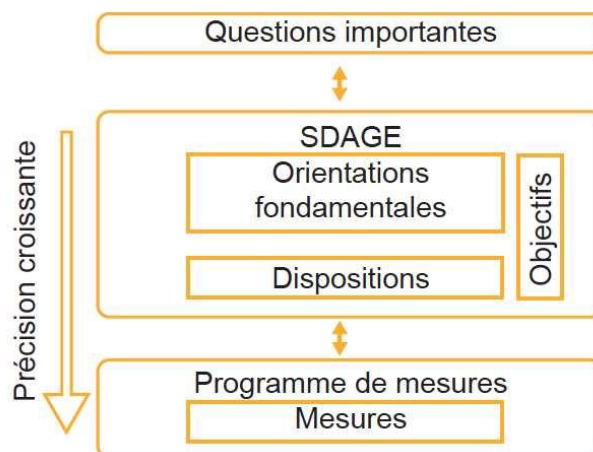 Questions importantes
SDAGE
Orientations
fondamentales
Dispositions
Objectifs
Programme de mesures
Mesures
Précision croissante